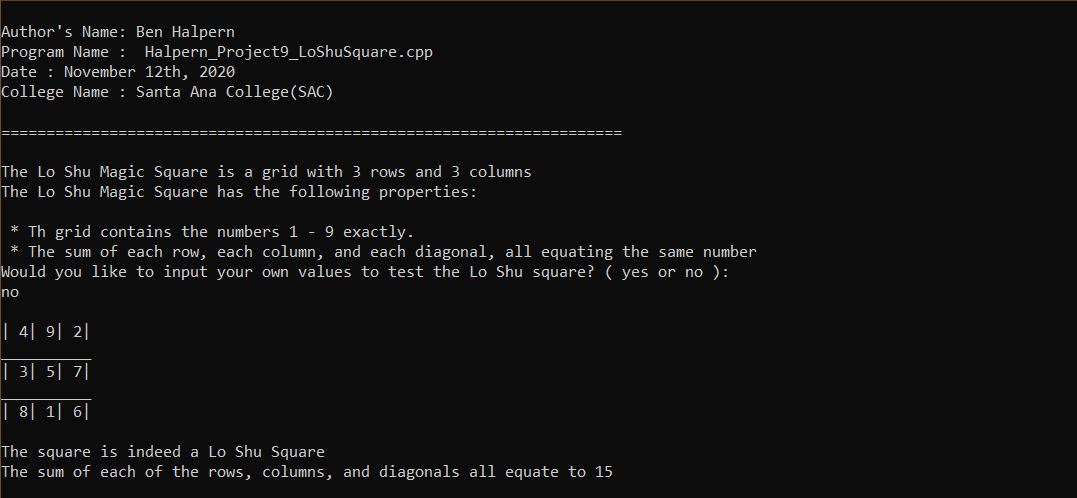 Author's Name: Ben Halpern
Program Name :  Halpern_Project9_LoShuSquare.cpp
Date : November 12th, 2020
College Name : Santa Ana College(SAC)
=====================================================================
The Lo Shu Magic Square is a grid with 3 rows and 3 columns
The Lo Shu Magic Square has the following properties:
 * Th grid contains the numbers 1 - 9 exactly.
 * The sum of each row, each column, and each diagonal, all equating the same number
Would you like to input your own values to test the Lo Shu square? ( yes or no ):
no
| 4| 9| 2|
__________
| 3| 5| 7|
__________
| 8| 1| 6|
The square is indeed a Lo Shu Square
The sum of each of the rows, columns, and diagonals all equate to 15